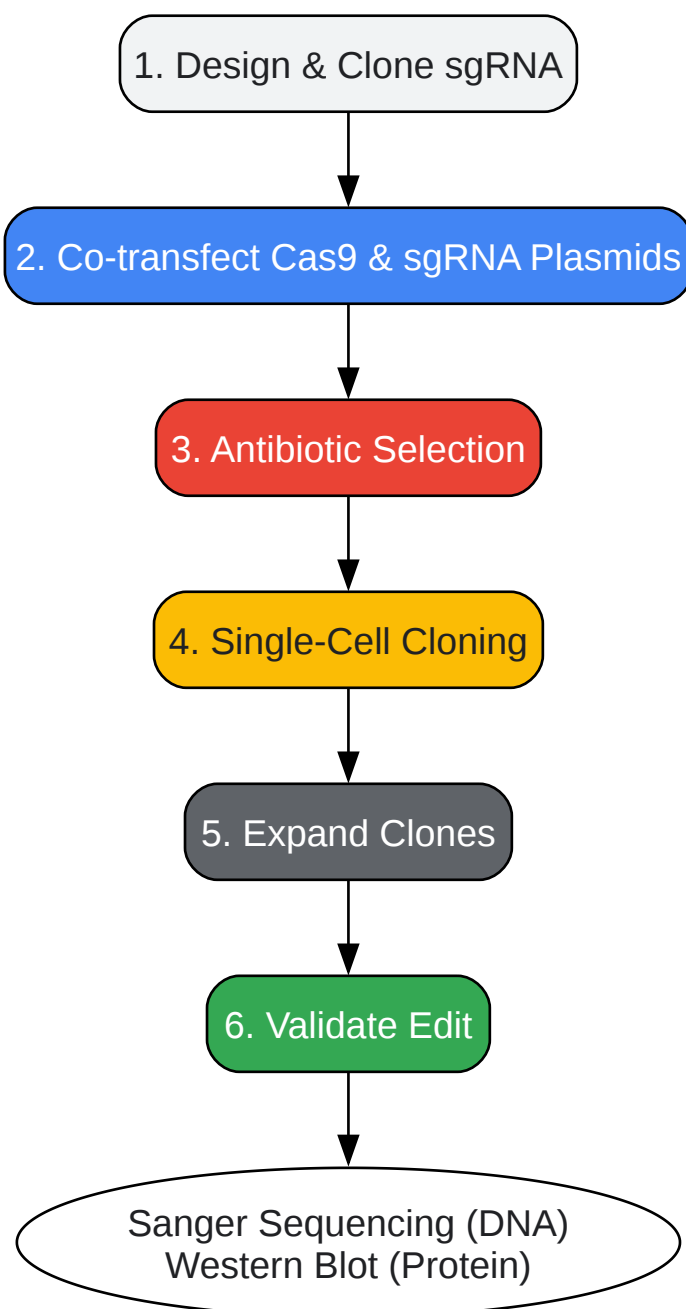 1. Design & Clone sgRNA
2. Co-transfect Cas9 & sgRNA Plasmids
3. Antibiotic Selection
4. Single-Cell Cloning
5. Expand Clones
6. Validate Edit
Sanger Sequencing (DNA)
Western Blot (Protein)